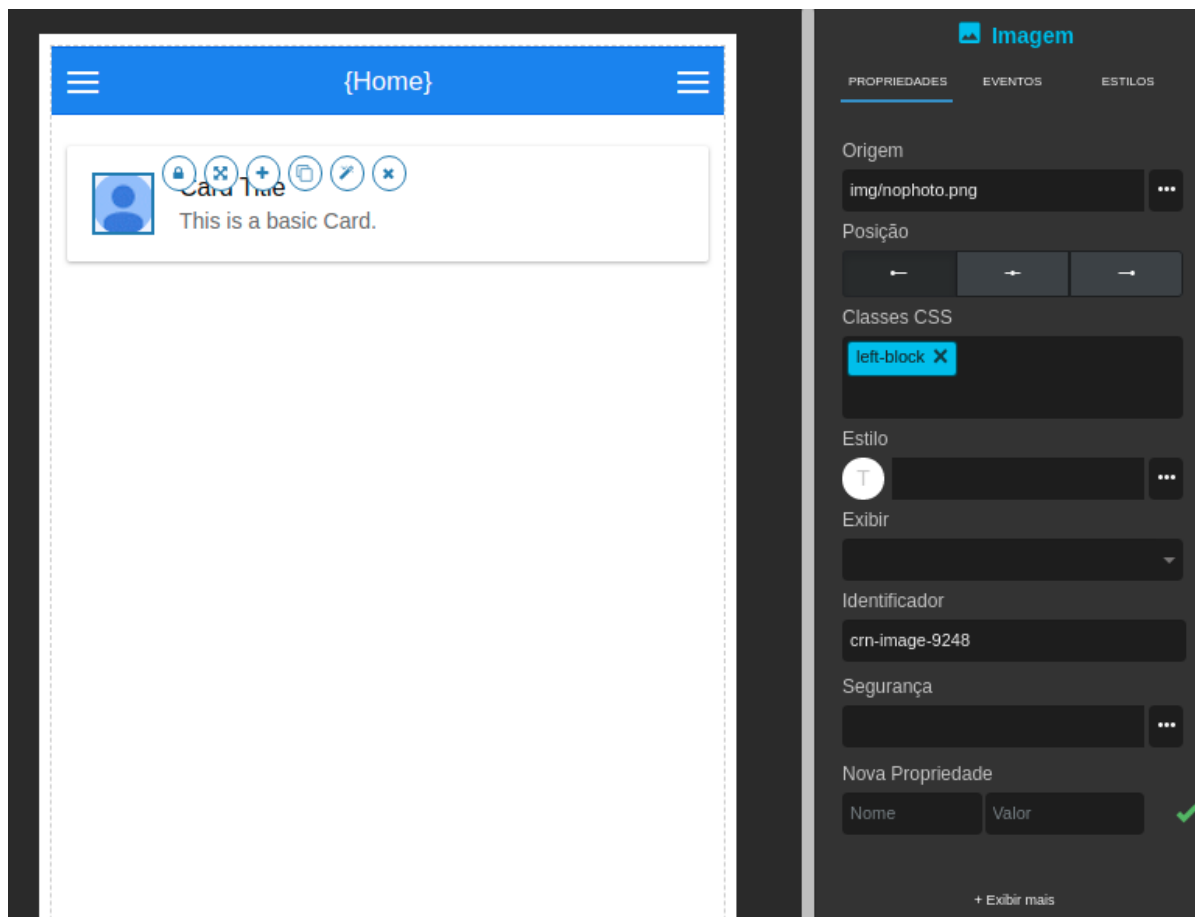 {Home}
Card Title
This is a basic Card.
Imagem
PROPRIEDADES EVENTOS ESTILOS
Origem
img/nophoto.png
Posição
Classes CSS
left-block
Estilo
T
Exibir
Identificador
crn-image-9248
Segurança
Nova Propriedade
Nome Valor
+ Exibir mais